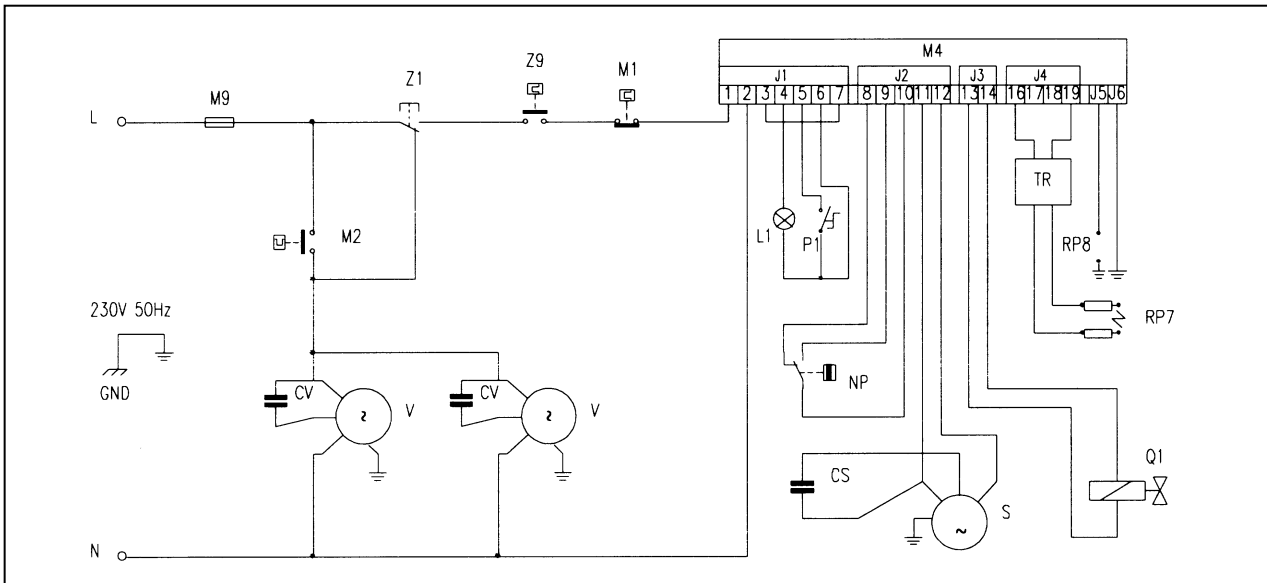 M4
J1 J2 J3 J4
1 2 3 4 5 6 7 8 9 10 11 12 13 14 16 17 18 19 J5 J6
Z1 Z9 M1
M9
L
TR
L1 P1
M2
RP8
230V 50Hz
RP7
GND
NP
CV V CV V
Q1
CS
S
N